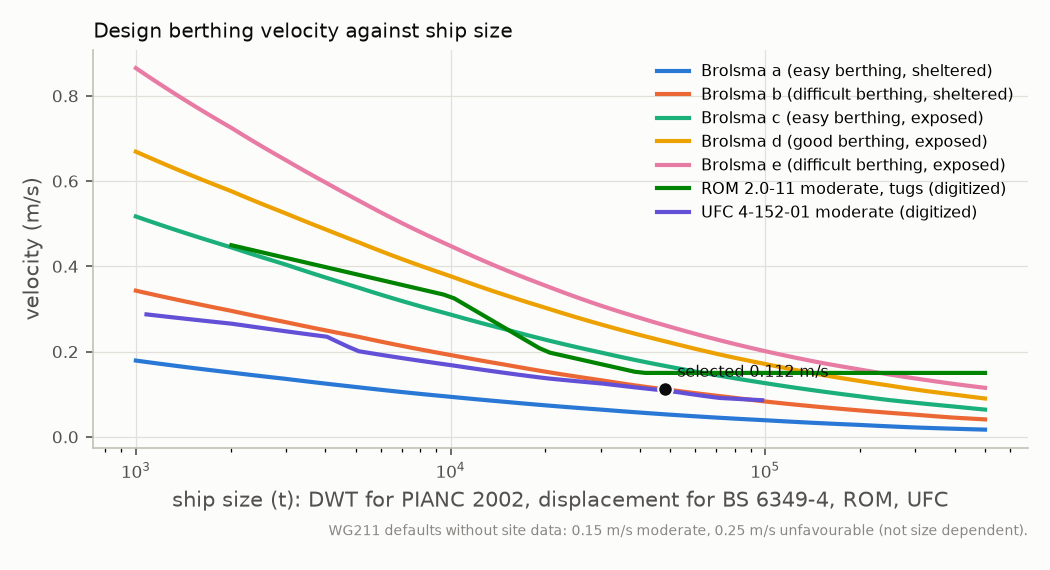 Design berthing velocity against ship size
velocity (m/s)
0.8
0.6
0.4
0.2
0.0
Brolsma a (easy berthing, sheltered)
Brolsma b (difficult berthing, sheltered)
Brolsma c (easy berthing, exposed)
Brolsma d (good berthing, exposed)
Brolsma e (difficult berthing, exposed)
ROM 2.0-11 moderate, tugs (digitized)
UFC 4-152-01 moderate (digitized)
selected 0.112 m/s
10³ 10⁴ 10⁵
ship size (t): DWT for PIANC 2002, displacement for BS 6349-4, ROM, UFC
WG211 defaults without site data: 0.15 m/s moderate, 0.25 m/s unfavourable (not size dependent).